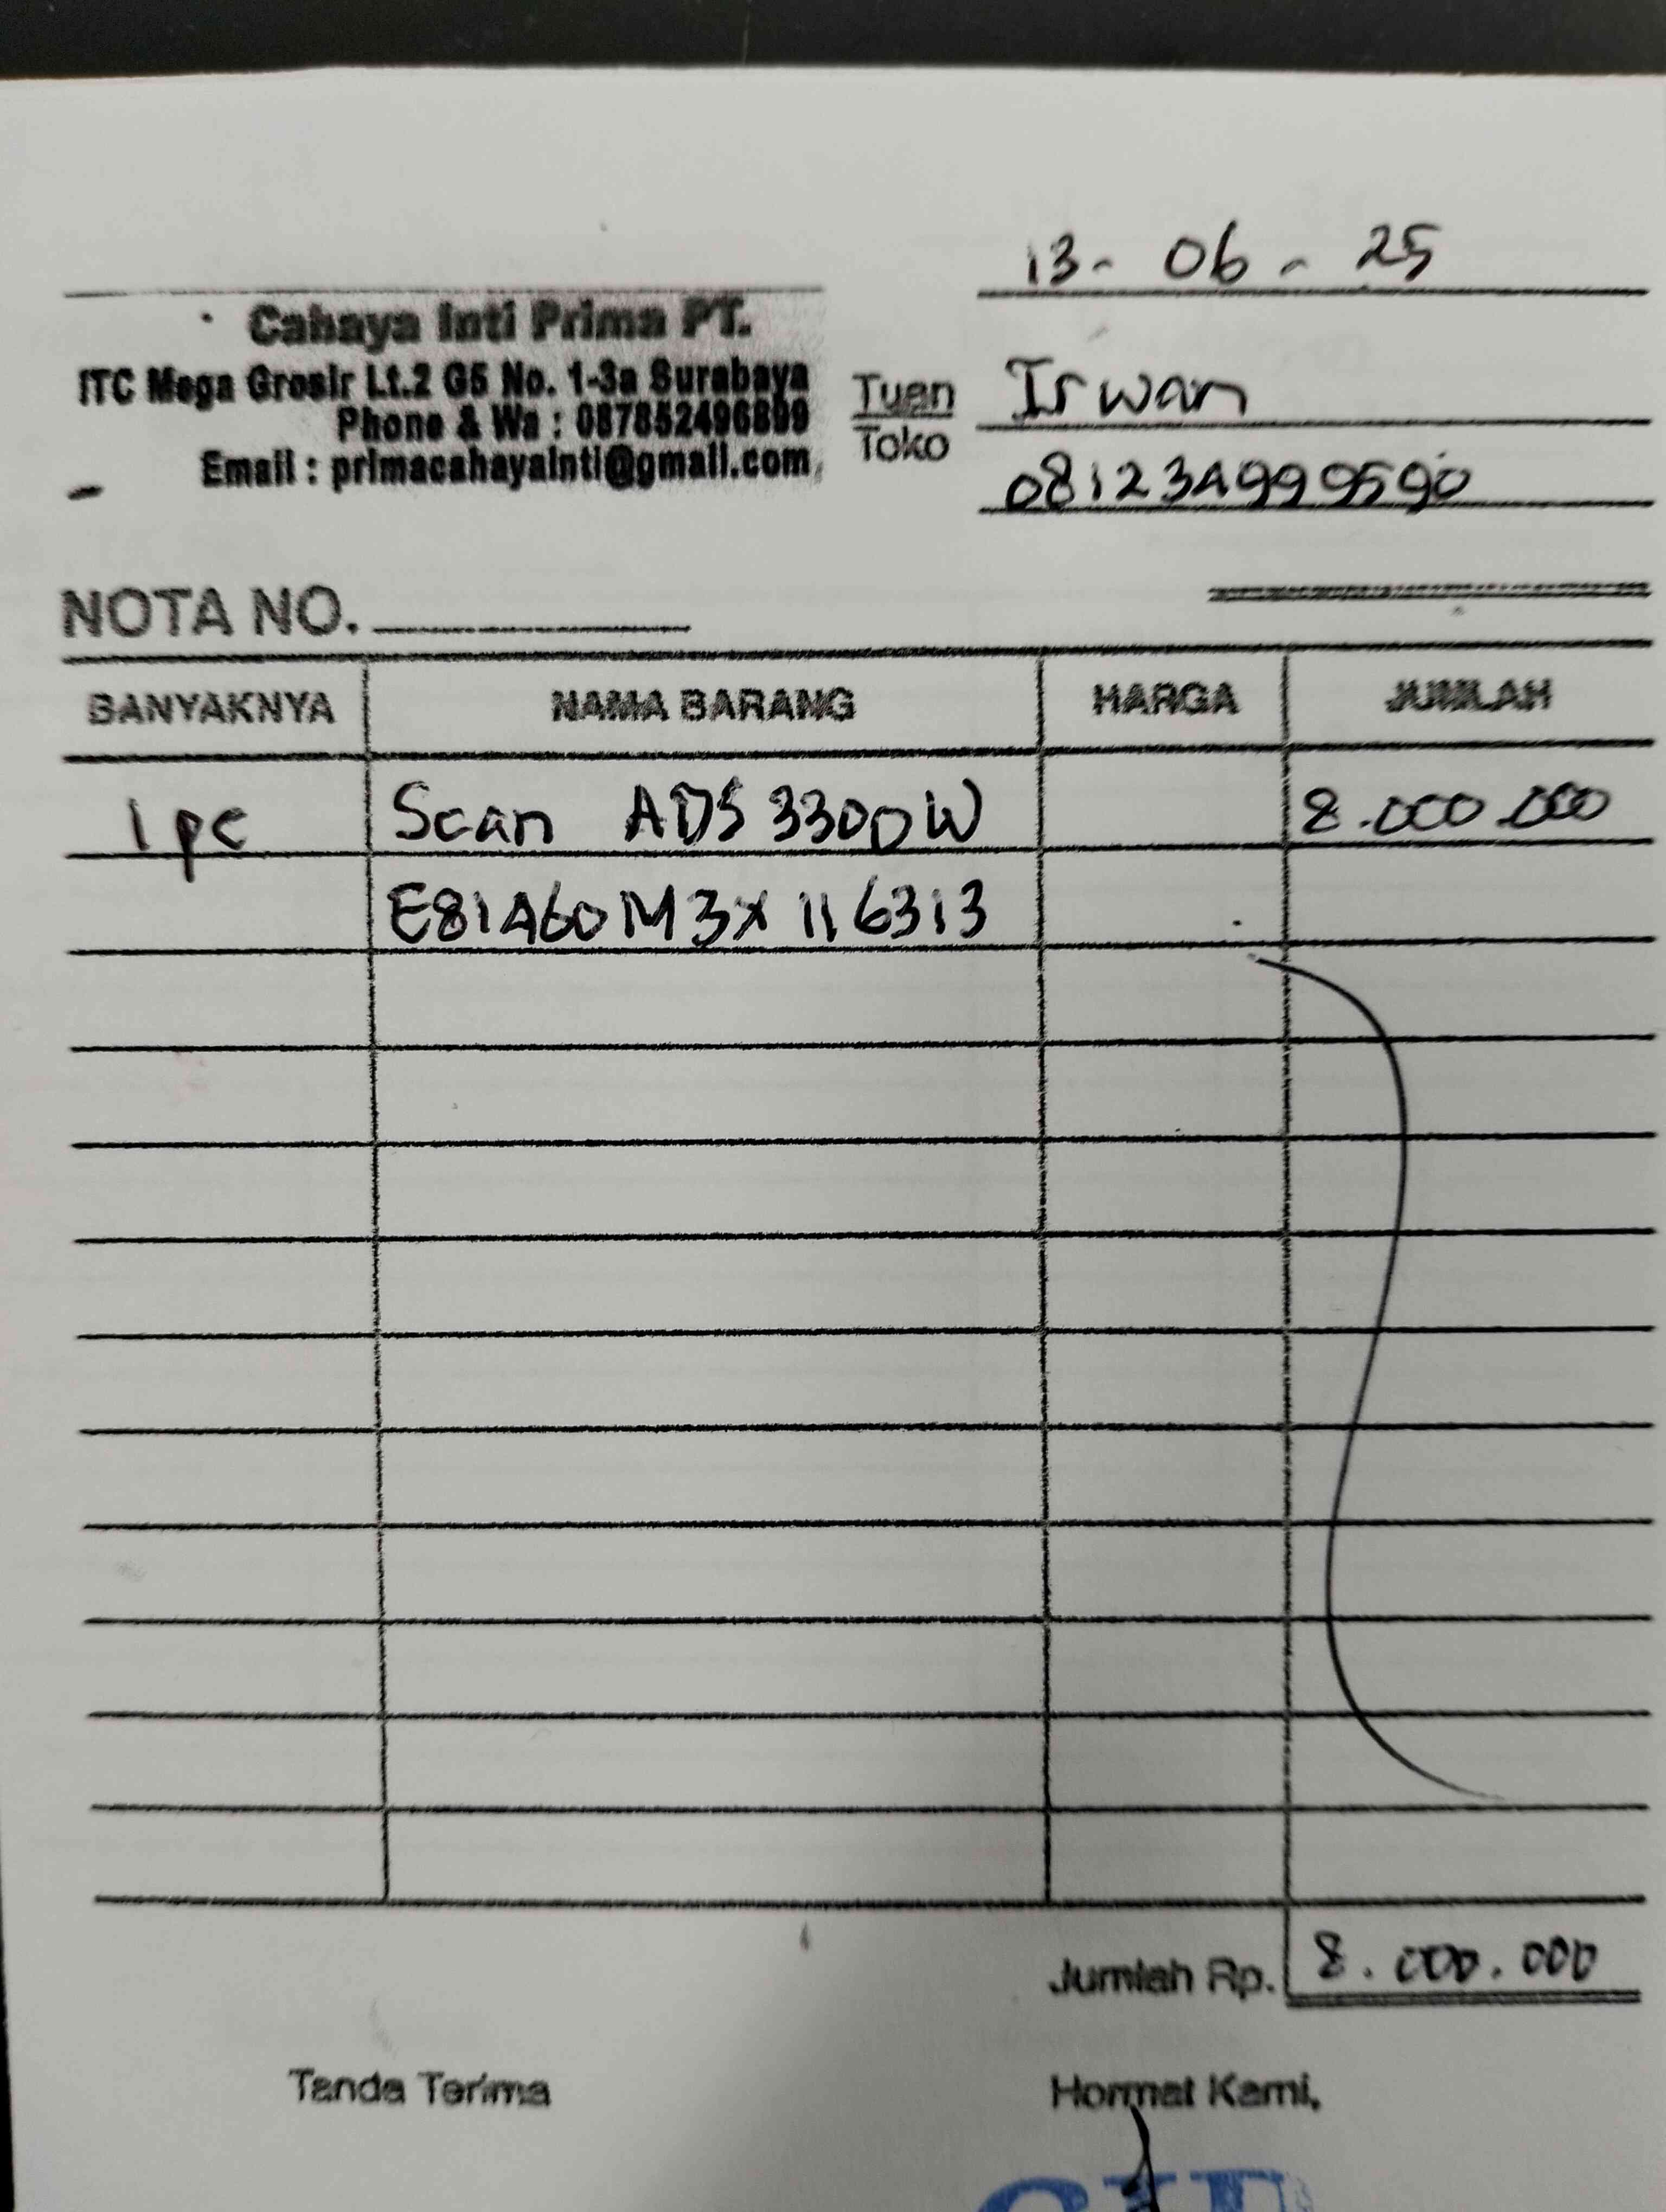 13 - 06 - 25
Cahaya Inti Prima PT.
ITC Mega Grosir Lt.2 G5 No. 1-3a Surabaya
Phone & Wa : 087852496899
Email : primacahayainti@gmail.com
Tuan
Toko
Irwan
081234999590
NOTA NO.
BANYAKNYA NAMA BARANG HARGA JUMLAH
1 pc Scan ADS 3300W 8.000.000
E81A60M3x116313
Jumlah Rp. 8.000.000
Tanda Terima Hormat Kami,